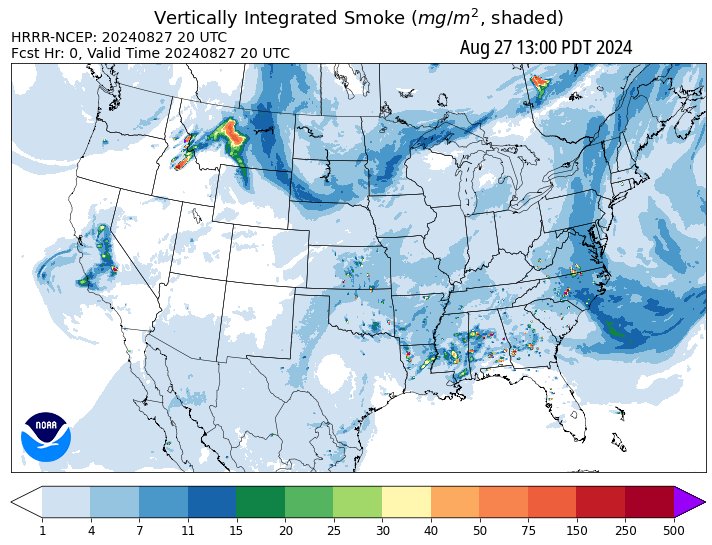 Vertically Integrated Smoke (mg/m², shaded)
HRRR-NCEP: 20240827 20 UTC
Fcst Hr: 0, Valid Time 20240827 20 UTC
Aug 27 13:00 PDT 2024
NOAA
1 4 7 11 15 20 25 30 40 50 75 150 250 500